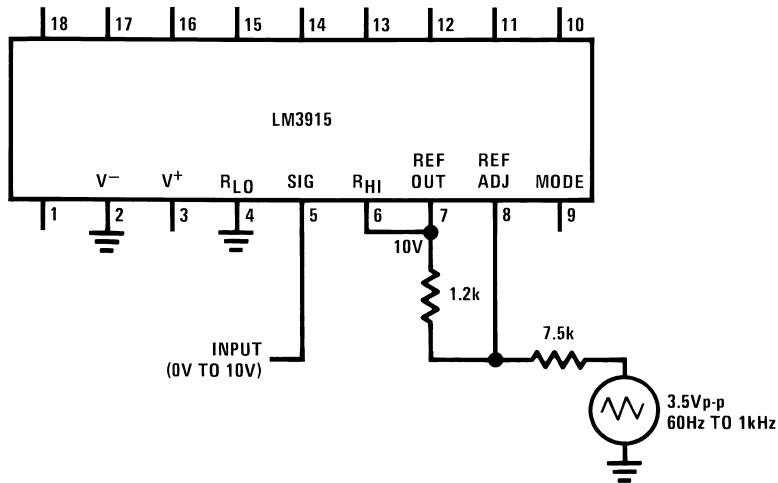 18 17 16 15 14 13 12 11 10
LM3915
V− V+ RLO SIG RHI REF OUT REF ADJ MODE
1 2 3 4 5 6 7 8 9
10V
1.2k
INPUT
(0V TO 10V)
7.5k
3.5Vp-p
60Hz TO 1kHz